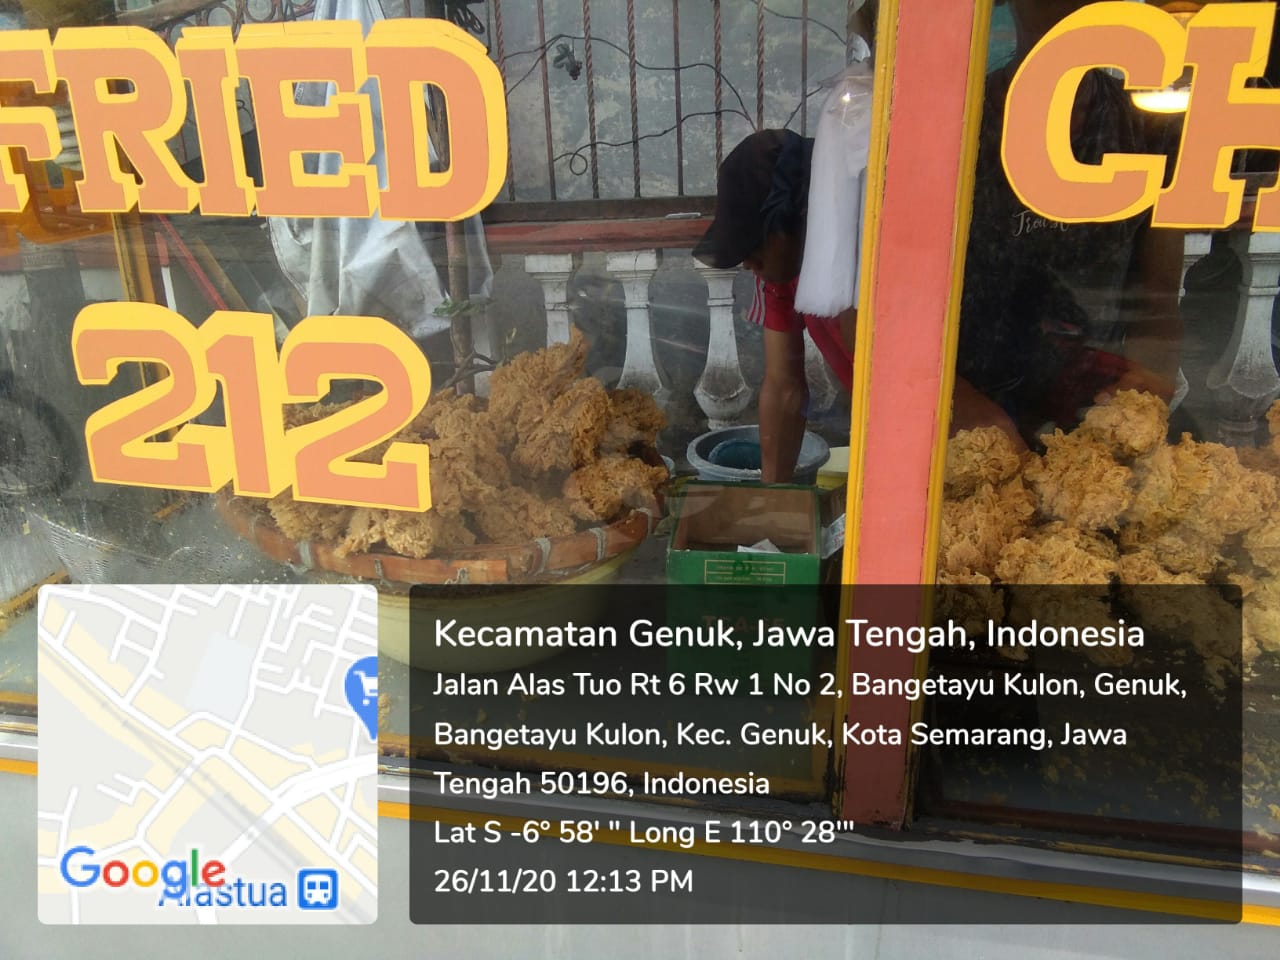 FRIED
CH
212
Kecamatan Genuk, Jawa Tengah, Indonesia
Jalan Alas Tuo Rt 6 Rw 1 No 2, Bangetayu Kulon, Genuk,
Bangetayu Kulon, Kec. Genuk, Kota Semarang, Jawa
Tengah 50196, Indonesia
Lat S -6° 58' " Long E 110° 28'"
26/11/20 12:13 PM
Google
Alastua